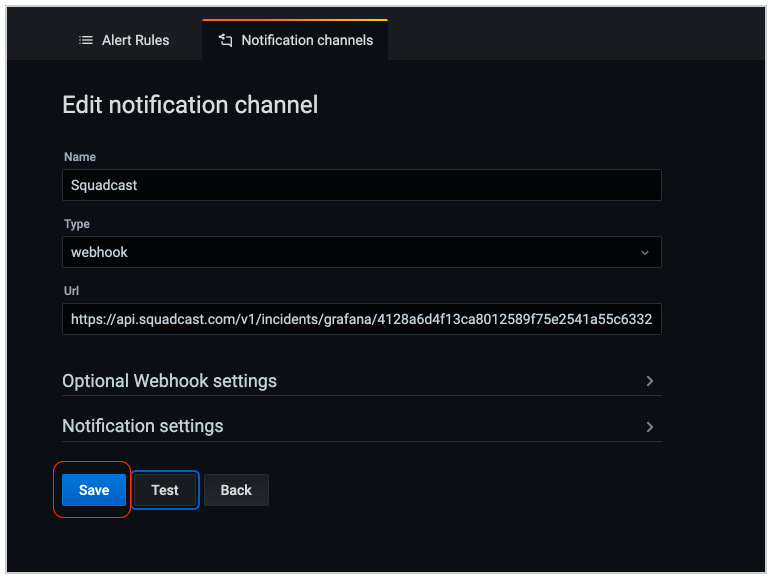 Alert Rules
Notification channels
Edit notification channel
Name
Squadcast
Type
webhook
Url
https://api.squadcast.com/v1/incidents/grafana/4128a6d4f13ca8012589f75e2541a55c6332
Optional Webhook settings
Notification settings
Save
Test
Back